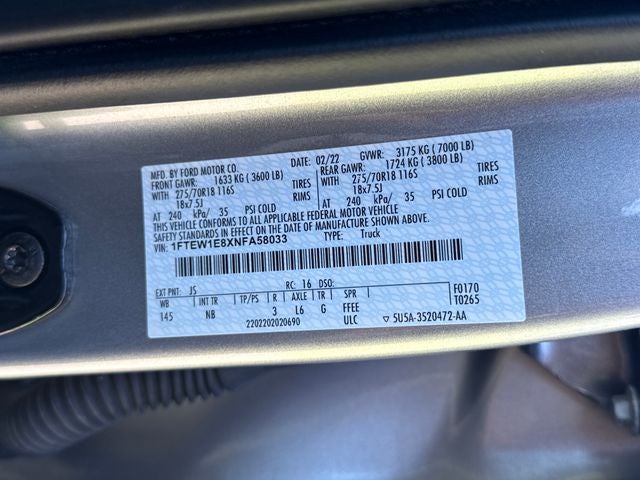 MFD. BY FORD MOTOR CO. DATE: 02/22 GVWR: 3175 KG ( 7000 LB)
FRONT GAWR: 1633 KG ( 3600 LB) REAR GAWR: 1724 KG ( 3800 LB)
WITH 275/70R18 116S TIRES WITH 275/70R18 116S TIRES
18x7.5J RIMS 18x7.5J RIMS
AT 240 kPa/ 35 PSI COLD AT 240 kPa/ 35 PSI COLD
THIS VEHICLE CONFORMS TO ALL APPLICABLE FEDERAL MOTOR VEHICLE
SAFETY STANDARDS IN EFFECT ON THE DATE OF MANUFACTURE SHOWN ABOVE.
VIN: 1FTEW1E8XNFA58033 TYPE: Truck
EXT PNT: JS RC: 16 DSO: F0170
WB INT TR TP/PS R AXLE TR SPR T0265
145 NB 3 L6 G FFEE
2202202020690 ULC 5U5A-3S20472-AA